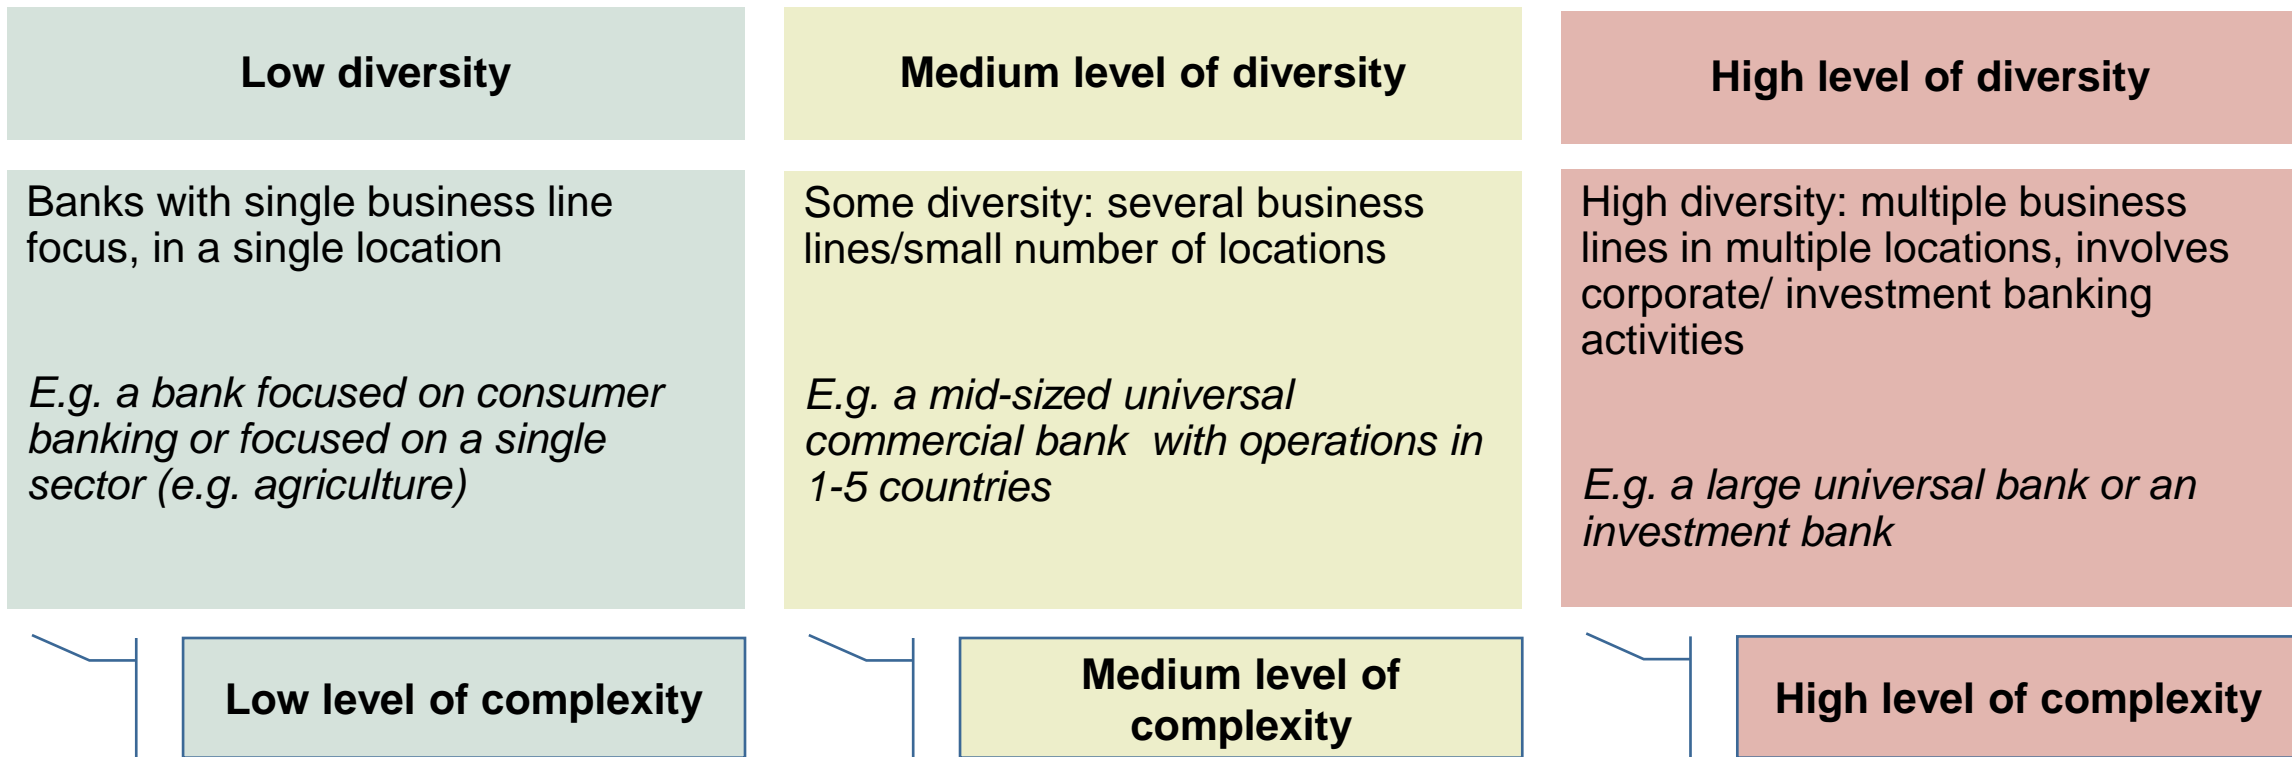 Low diversity
Medium level of diversity
High level of diversity
Banks with single business line
focus, in a single location
E.g. a bank focused on consumer
banking or focused on a single
sector (e.g. agriculture)
Some diversity: several business
lines/small number of locations
E.g. a mid-sized universal
commercial bank  with operations in
1-5 countries
High diversity: multiple business
lines in multiple locations, involves
corporate/ investment banking
activities
E.g. a large universal bank or an
investment bank
Low level of complexity
Medium level of
complexity
High level of complexity